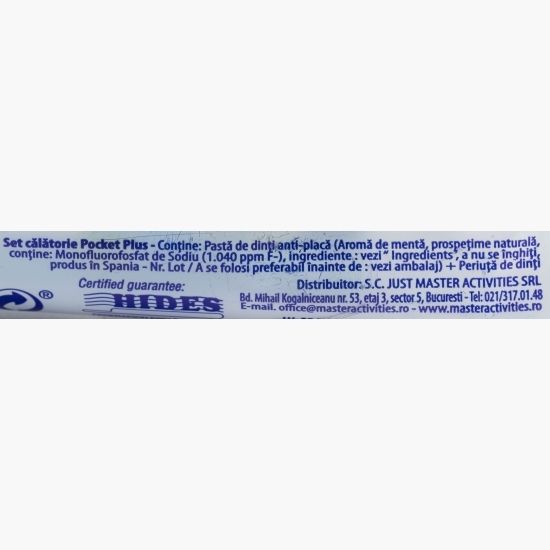 Set călătorie Pocket Plus - Conține: Pastă de dinți anti-placă (Aromă de mentă, prospețime naturală,
conține: Monofluorofosfat de Sodiu (1.040 ppm F-), ingrediente : vezi " Ingredients", a nu se înghiți,
produs în Spania - Nr. Lot / A se folosi preferabil înainte de : vezi ambalaj) + Periuță de dinți
Certified guarantee:
HIDES
®
Distribuitor: S.C. JUST MASTER ACTIVITIES SRL
Bd. Mihail Kogalniceanu nr. 53, etaj 3, sector 5, Bucuresti - Tel: 021/317.01.48
E-mail. office@masteractivities.ro - www.masteractivities.ro